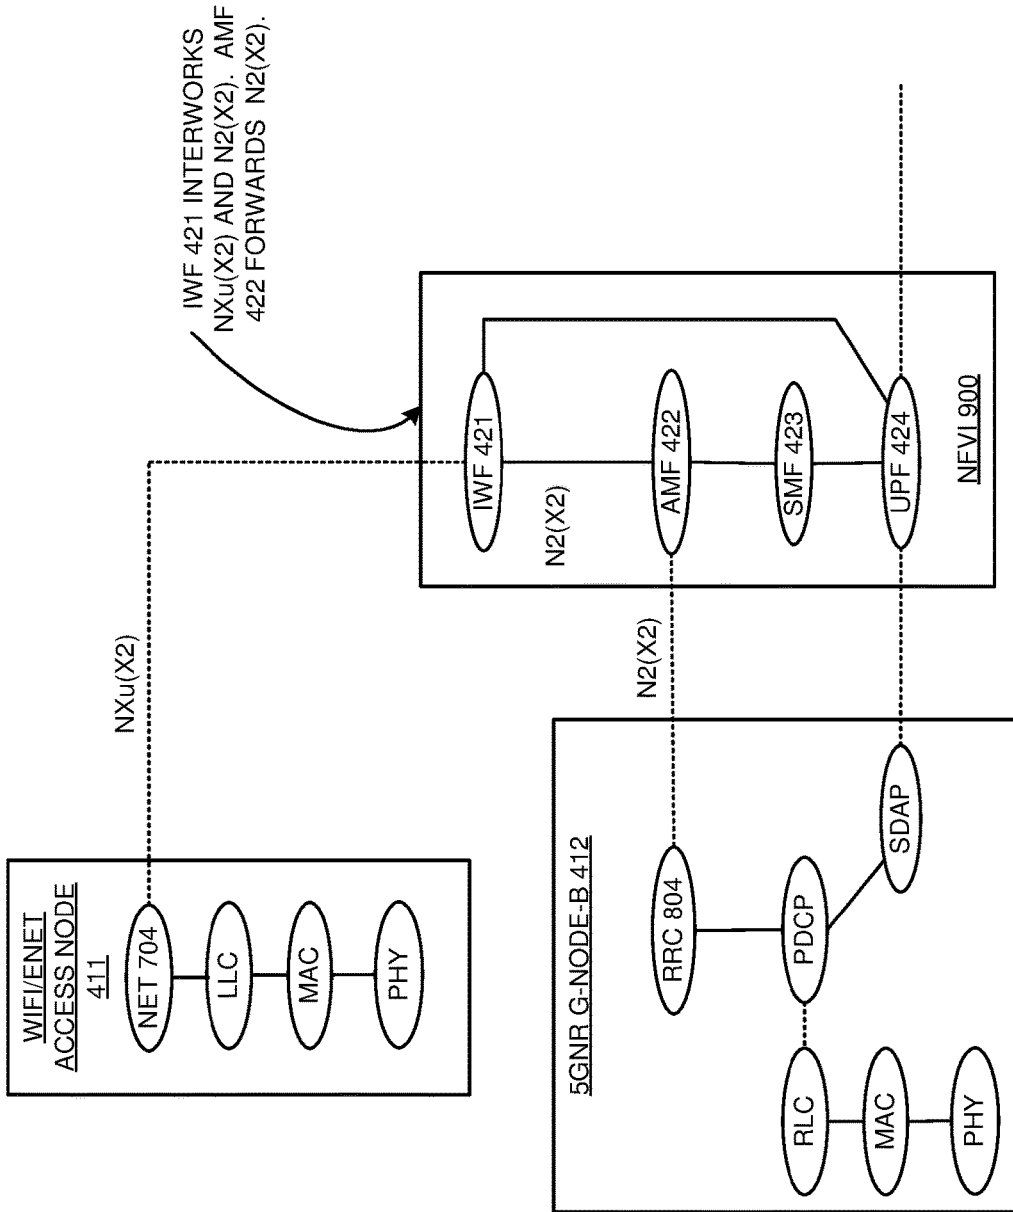 WIFI/ENET
ACCESS NODE
411
NET 704
LLC
MAC
PHY
NXu(X2)
IWF 421 INTERWORKS
NXu(X2) AND N2(X2). AMF
422 FORWARDS N2(X2).
5GNR G-NODE-B 412
RRC 804
PDCP
SDAP
RLC
MAC
PHY
N2(X2)
IWF 421
N2(X2)
AMF 422
SMF 423
UPF 424
NFVI 900